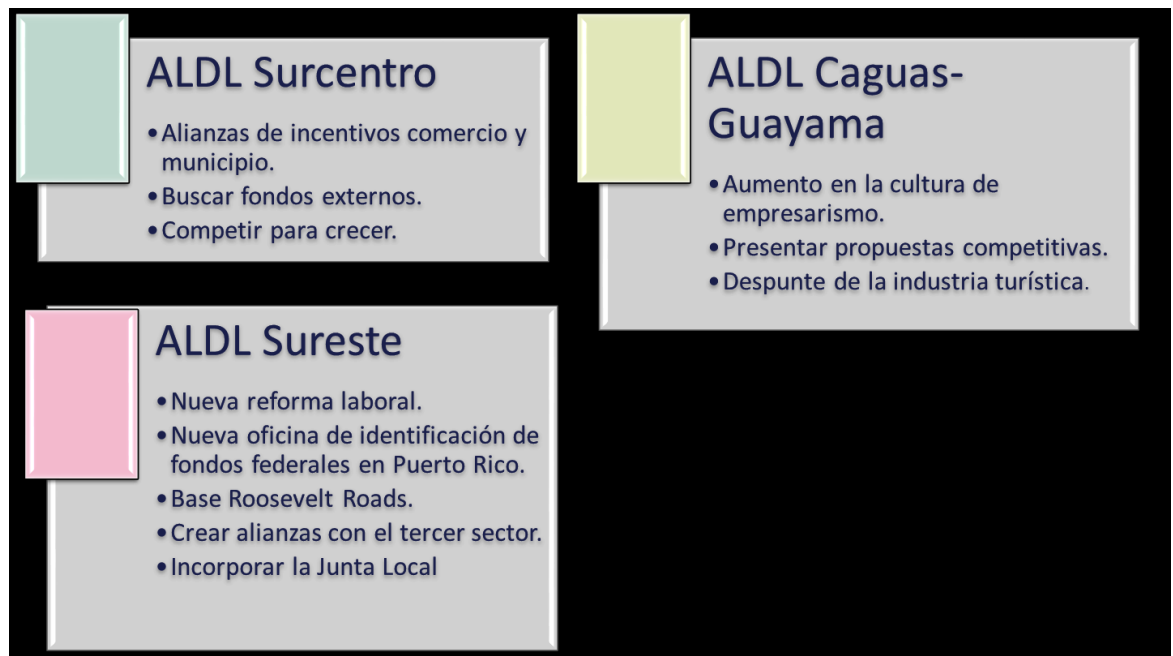 ALDL Surcentro
•Alianzas de incentivos comercio y
municipio.
•Buscar fondos externos.
•Competir para crecer.
ALDL Caguas-
Guayama
•Aumento en la cultura de
empresarismo.
•Presentar propuestas competitivas.
•Despunte de la industria turística.
ALDL Sureste
•Nueva reforma laboral.
•Nueva oficina de identificación de
fondos federales en Puerto Rico.
•Base Roosevelt Roads.
•Crear alianzas con el tercer sector.
•Incorporar la Junta Local